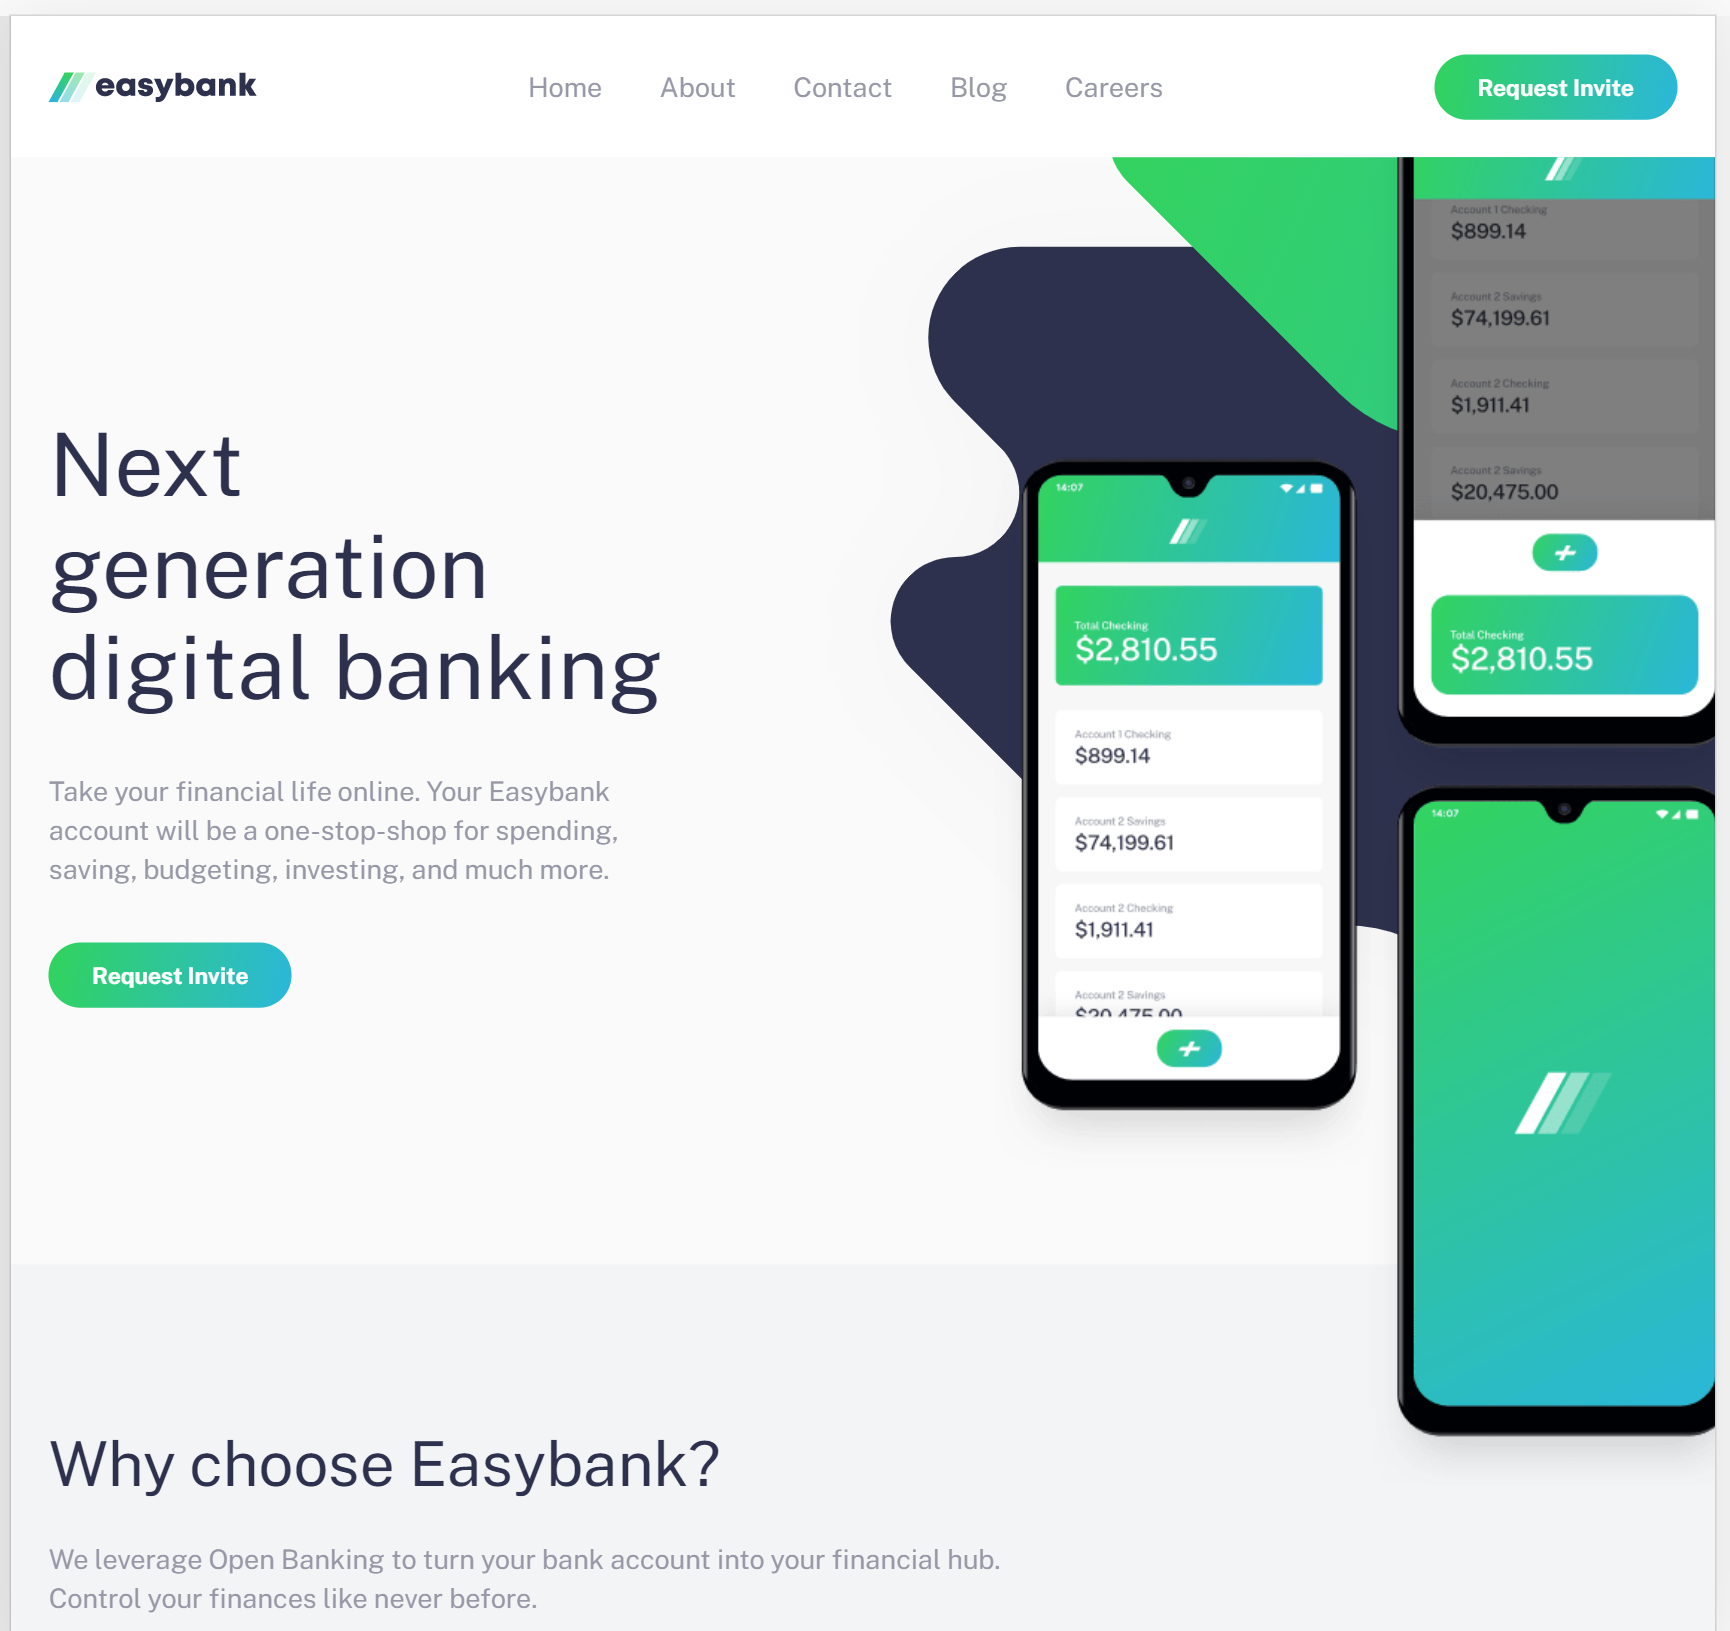 easybank
Home
About
Contact
Blog
Careers
Request Invite
Next
generation
digital banking
Take your financial life online. Your Easybank
account will be a one-stop-shop for spending,
saving, budgeting, investing, and much more.
Request Invite
14:07
Total Checking
$2,810.55
Account 1 Checking
$899.14
Account 2 Savings
$74,199.61
Account 2 Checking
$1,911.41
Account 2 Savings
$20,475.00
Account 1 Checking
$899.14
Account 2 Savings
$74,199.61
Account 2 Checking
$1,911.41
Account 2 Savings
$20,475.00
Total Checking
$2,810.55
14:07
Why choose Easybank?
We leverage Open Banking to turn your bank account into your financial hub.
Control your finances like never before.